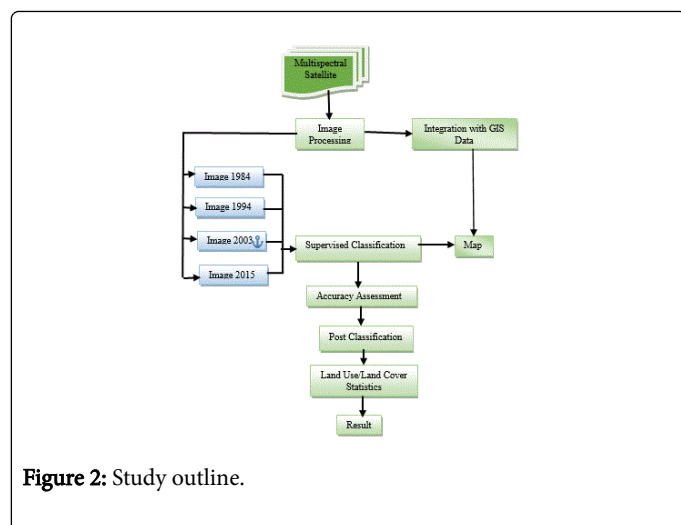 Multispectral
Satellite
Image
Processing
Integration with GIS
Data
Image 1984
Image 1994
Image 2003
Image 2015
Supervised Classification
Map
Accuracy Assessment
Post Classification
Land Use/Land Cover
Statistics
Result
Figure 2: Study outline.